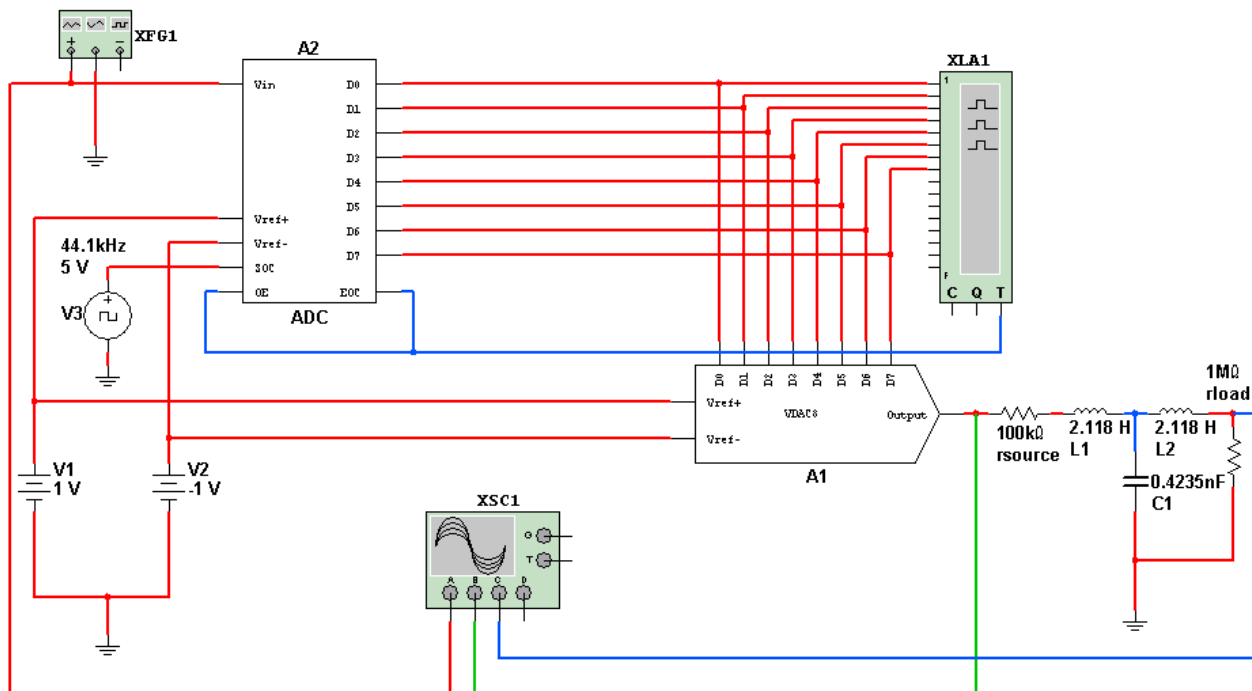 XFG1
+
−
A2
Vin
D0
D1
D2
D3
D4
D5
D6
D7
Vref+
Vref-
SOC
OE
EOC
ADC
44.1kHz
5 V
V3
+
XLA1
1
F
C Q T
D0 D1 D2 D3 D4 D5 D6 D7
Vref+
Vref-
VDAC8
Output
A1
V1
1 V
V2
-1 V
100kΩ
rsource
2.118 H
L1
2.118 H
L2
1MΩ
rload
0.4235nF
C1
XSC1
G
T
A B C D